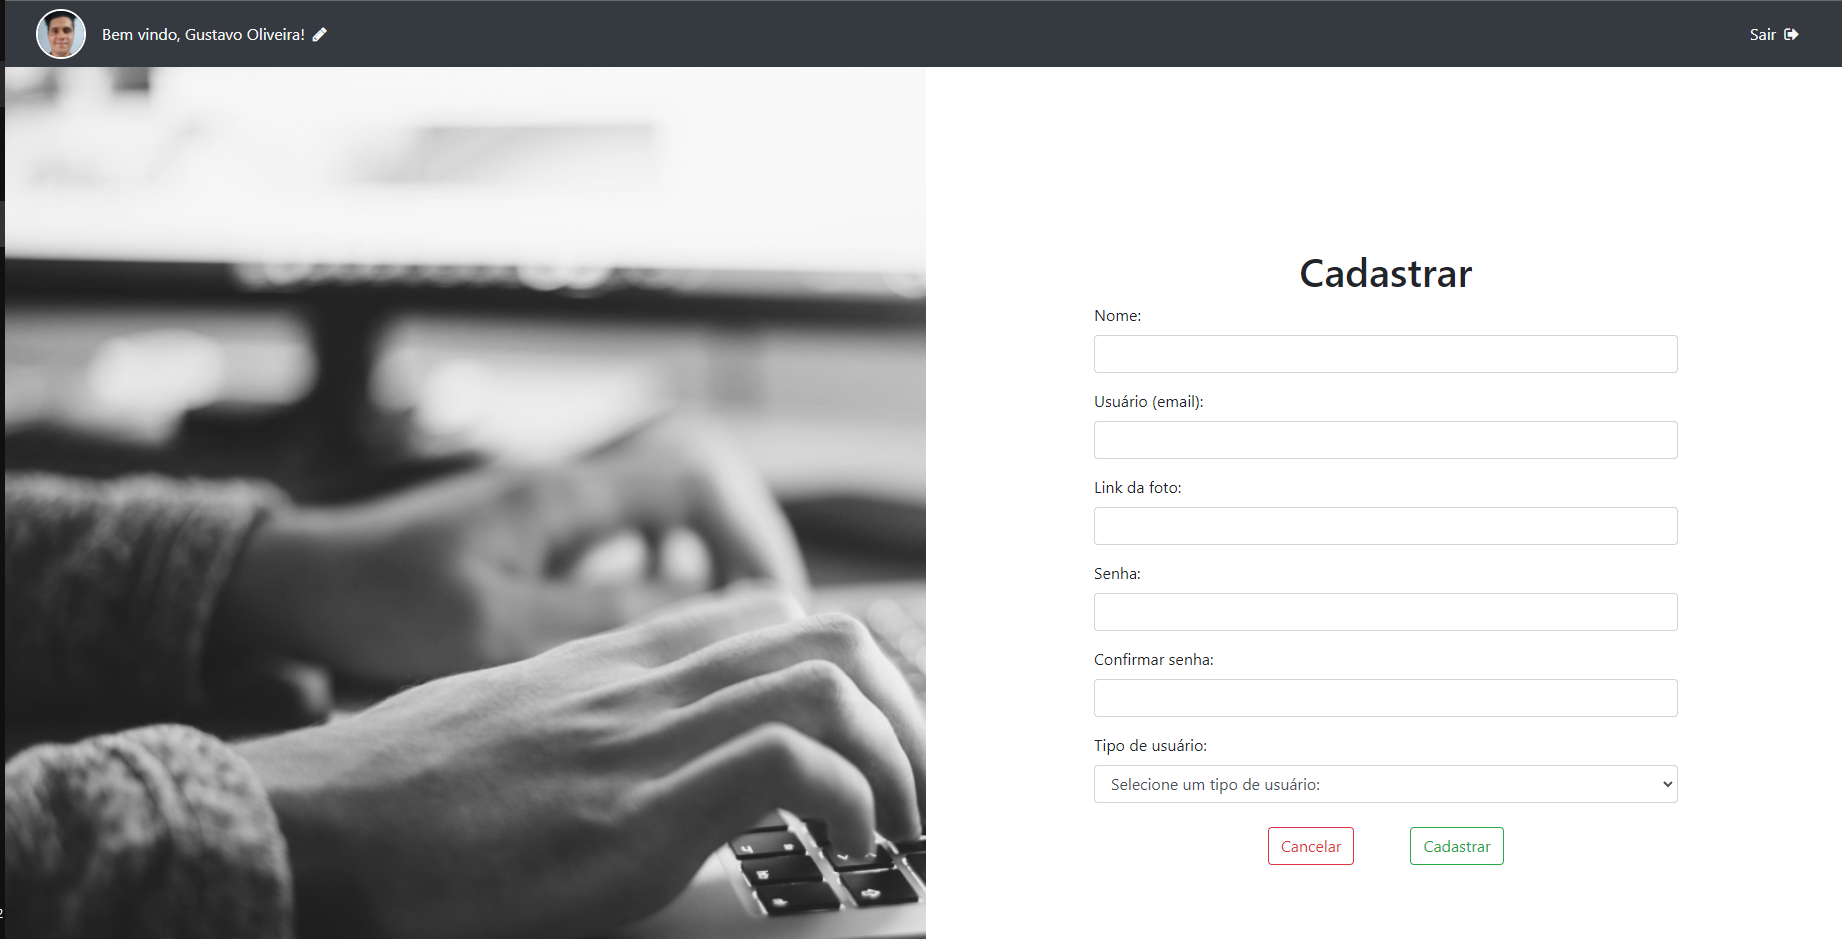 Bem vindo, Gustavo Oliveira!
Sair
Cadastrar
Nome:
Usuário (email):
Link da foto:
Senha:
Confirmar senha:
Tipo de usuário:
Selecione um tipo de usuário:
Cancelar
Cadastrar